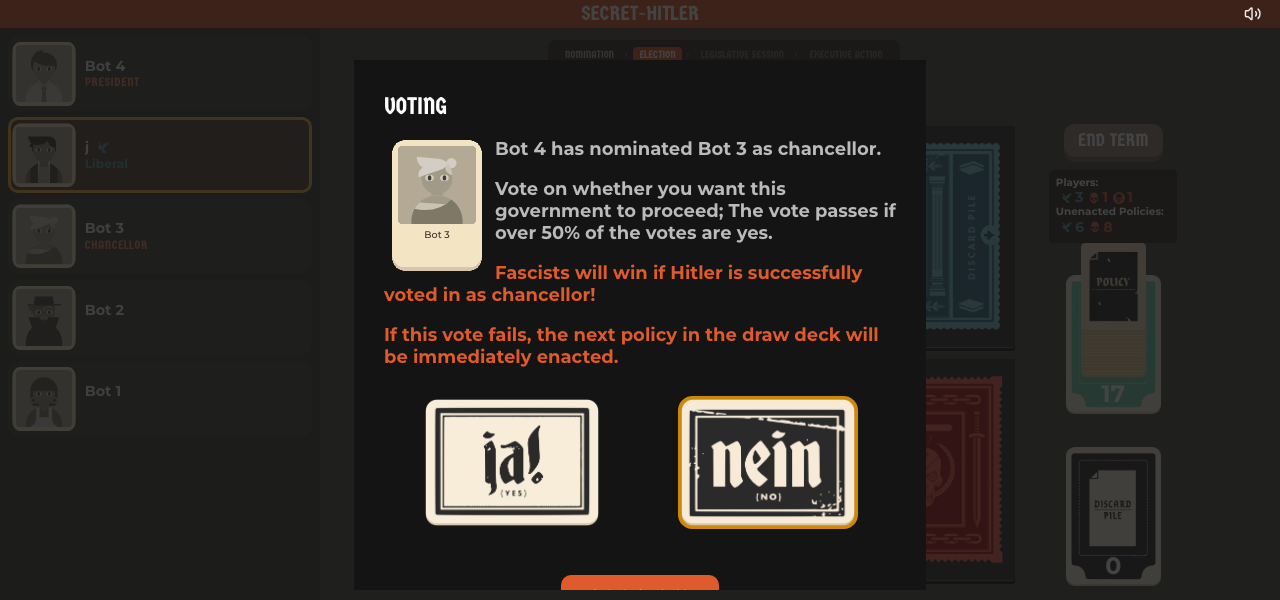 SECRET-HITLER
NOMINATION
ELECTION
LEGISLATIVE SESSION
EXECUTIVE ACTION
Bot 4
PRESIDENT
j
Liberal
Bot 3
CHANCELLOR
Bot 2
Bot 1
VOTING
Bot 3
Bot 4 has nominated Bot 3 as chancellor.
Vote on whether you want this
government to proceed; The vote passes if
over 50% of the votes are yes.
Fascists will win if Hitler is successfully
voted in as chancellor!
If this vote fails, the next policy in the draw deck will
be immediately enacted.
ja!
(YES)
nein
(NO)
DISCARD PILE
END TERM
Players:
3 1 1
Unenacted Policies:
6 8
POLICY
17
DISCARD
PILE
0